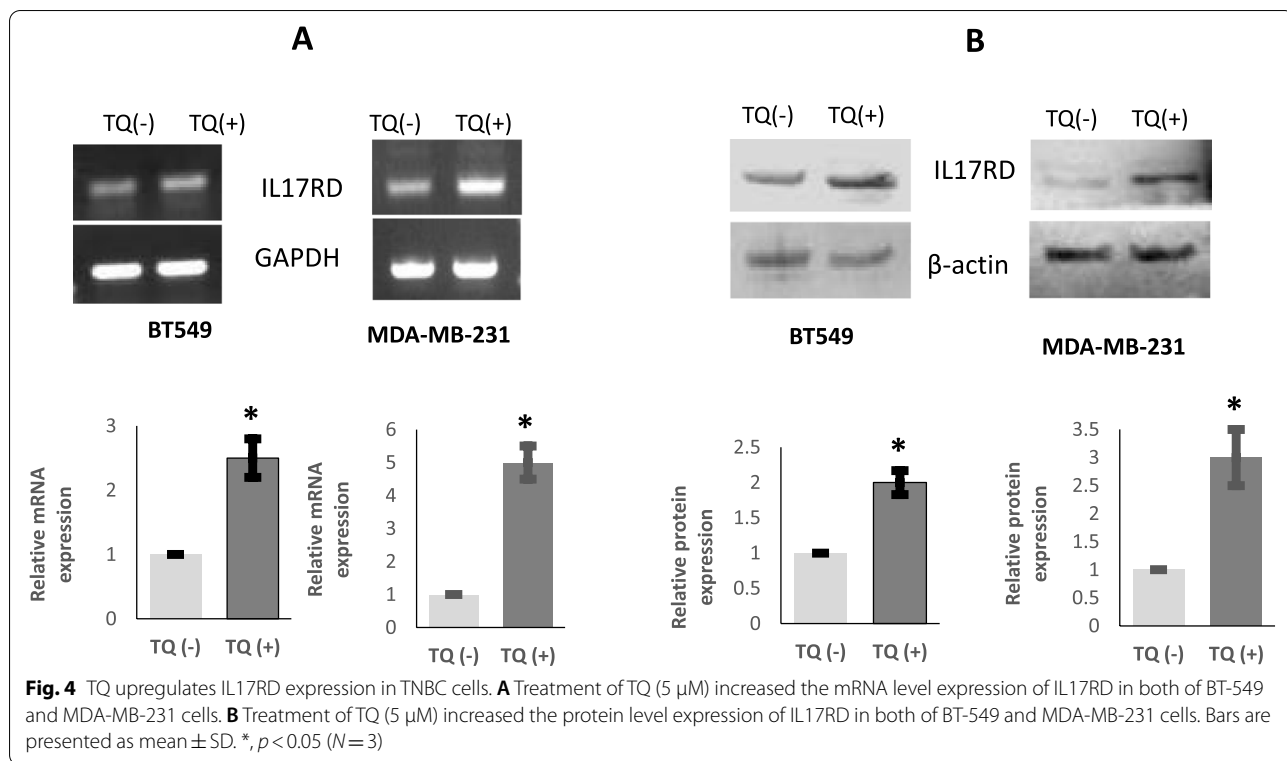 A
B
TQ(-) TQ(+)
TQ(-) TQ(+)
IL17RD
GAPDH
BT549
MDA-MB-231
TQ(-) TQ(+)
TQ(-) TQ(+)
IL17RD
β-actin
BT549
MDA-MB-231
Relative mRNA
expression
3
2
1
0
*
TQ (-) TQ (+)
Relative mRNA
expression
6
5
4
3
2
1
0
*
TQ (-) TQ (+)
Relative protein
expression
2.5
2
1.5
1
0.5
0
*
TQ (-) TQ (+)
Relative protein
expression
3.5
3
2.5
2
1.5
1
0.5
0
*
TQ (-) TQ (+)
Fig. 4 TQ upregulates IL17RD expression in TNBC cells. A Treatment of TQ (5 μM) increased the mRNA level expression of IL17RD in both of BT-549
and MDA-MB-231 cells. B Treatment of TQ (5 μM) increased the protein level expression of IL17RD in both of BT-549 and MDA-MB-231 cells. Bars are
presented as mean ± SD. *, p < 0.05 (N = 3)